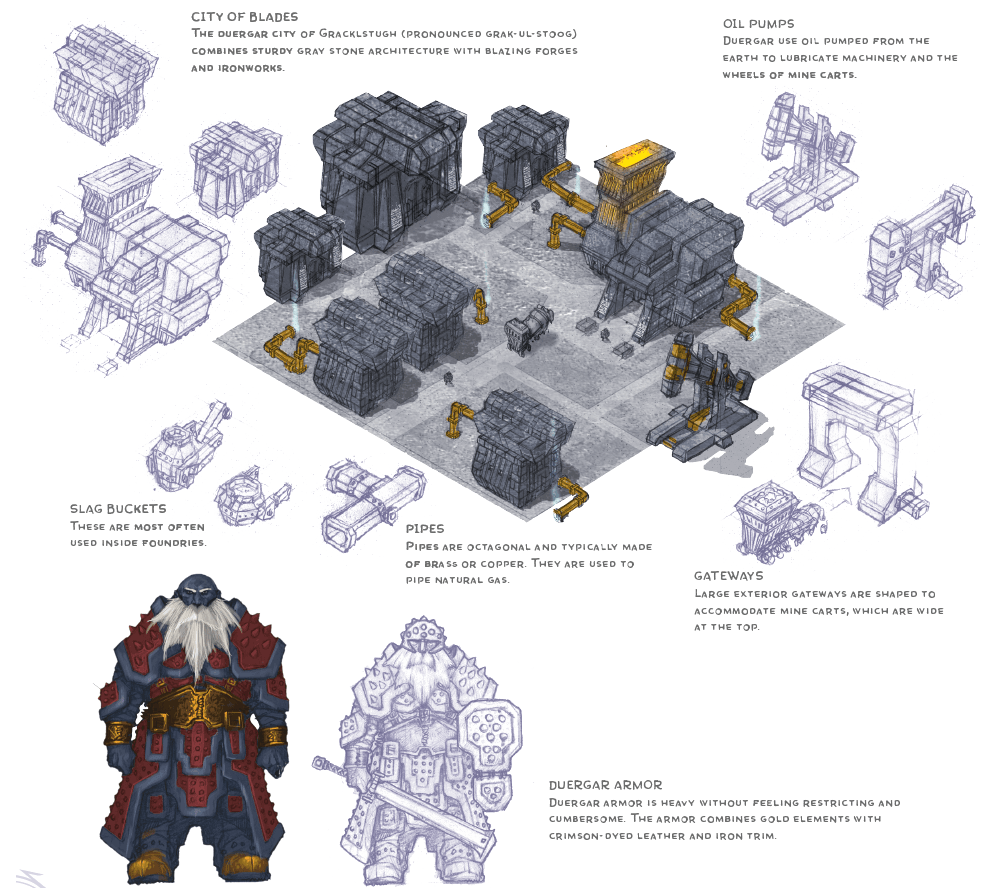 CITY OF BLADES
THE DUERGAR CITY OF GRACKLSTUGH (PRONOUNCED GRAK-UL-STOOG)
COMBINES STURDY GRAY STONE ARCHITECTURE WITH BLAZING FORGES
AND IRONWORKS.
OIL PUMPS
DUERGAR USE OIL PUMPED FROM THE
EARTH TO LUBRICATE MACHINERY AND THE
WHEELS OF MINE CARTS.
SLAG BUCKETS
THESE ARE MOST OFTEN
USED INSIDE FOUNDRIES.
PIPES
PIPES ARE OCTAGONAL AND TYPICALLY MADE
OF BRASS OR COPPER. THEY ARE USED TO
PIPE NATURAL GAS.
GATEWAYS
LARGE EXTERIOR GATEWAYS ARE SHAPED TO
ACCOMMODATE MINE CARTS, WHICH ARE WIDE
AT THE TOP.
DUERGAR ARMOR
DUERGAR ARMOR IS HEAVY WITHOUT FEELING RESTRICTING AND
CUMBERSOME. THE ARMOR COMBINES GOLD ELEMENTS WITH
CRIMSON-DYED LEATHER AND IRON TRIM.